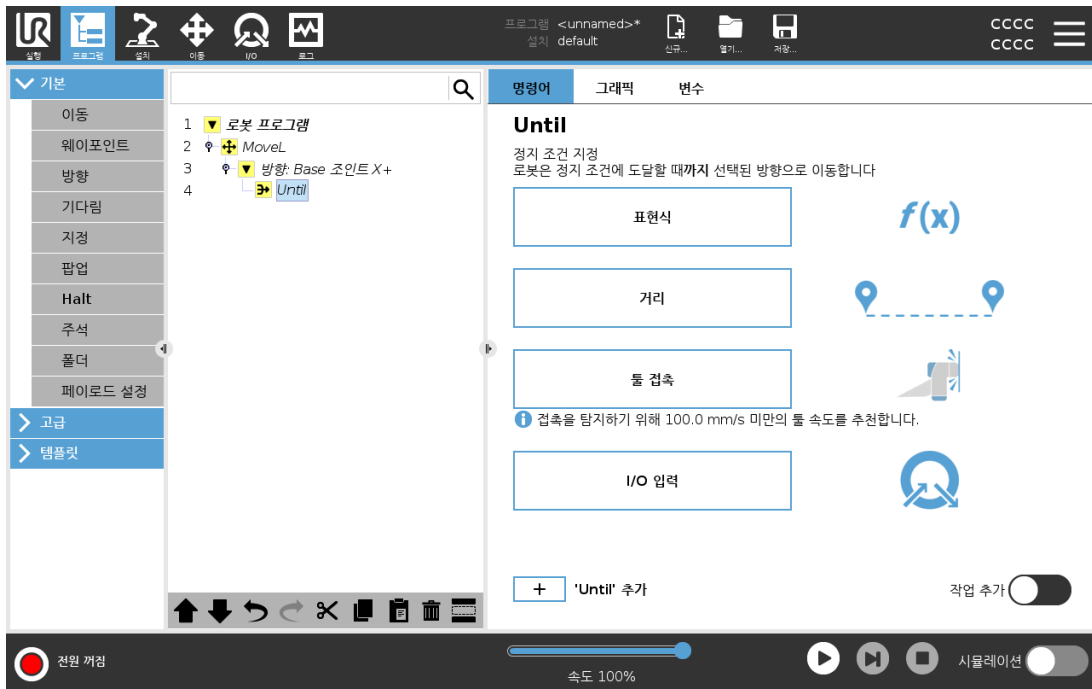 실행
프로그램
설치
이동
I/O
로그
프로그램 <unnamed>*
설치 default
신규...
열기...
저장...
CCCC
CCCC
기본
이동
웨이포인트
방향
기다림
지정
팝업
Halt
주석
폴더
페이로드 설정
고급
템플릿
1 로봇 프로그램
2 MoveL
3 방향: Base 조인트 X+
4 Until
명령어 그래픽 변수
Until
정지 조건 지정
로봇은 정지 조건에 도달할 때까지 선택된 방향으로 이동합니다
표현식
f(x)
거리
툴 접촉
접촉을 탐지하기 위해 100.0 mm/s 미만의 툴 속도를 추천합니다.
I/O 입력
+ 'Until' 추가
작업 추가
전원 꺼짐
속도 100%
시뮬레이션